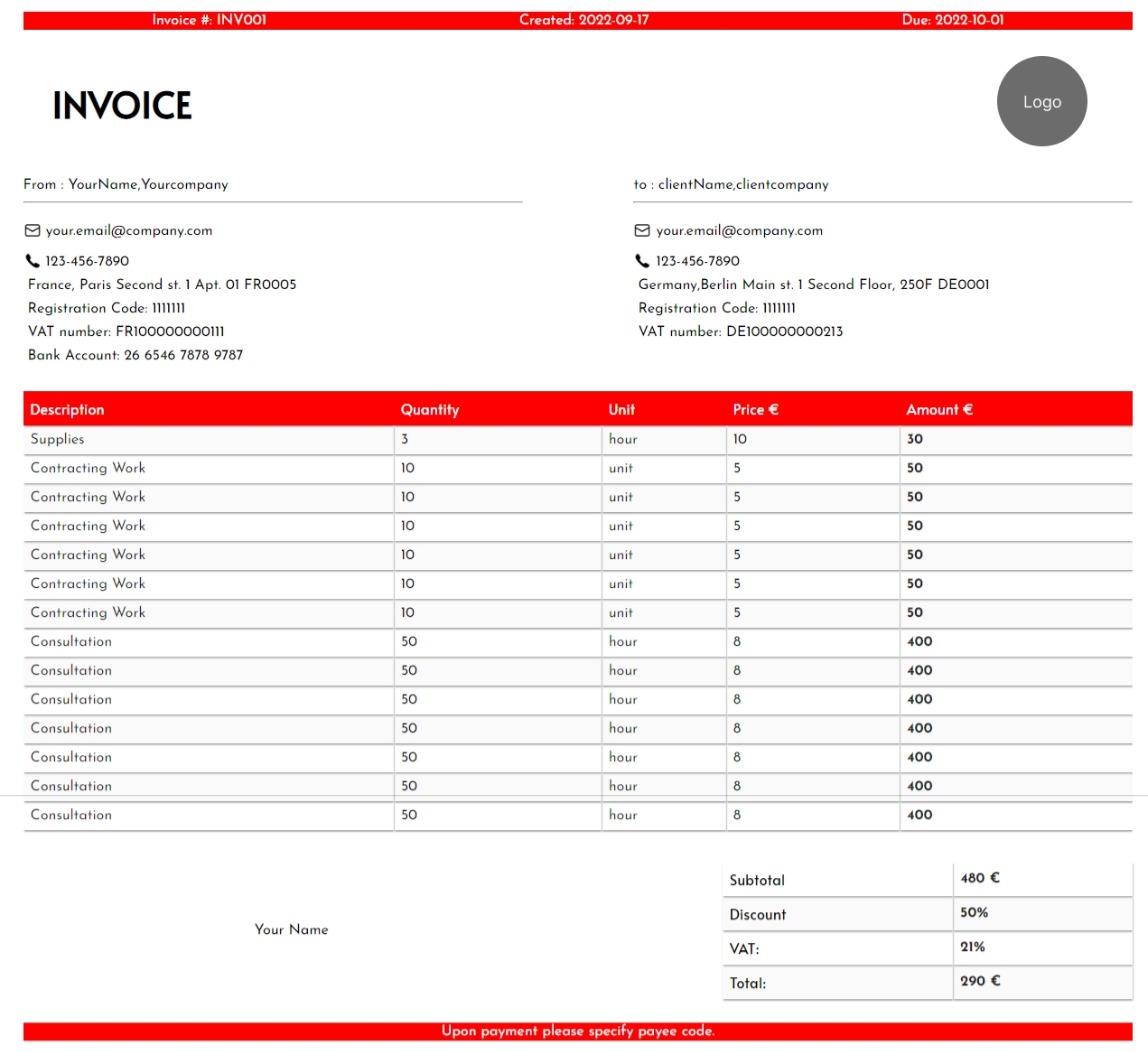 Invoice #: INV001 Created: 2022-09-17 Due: 2022-10-01
INVOICE
Logo
From : YourName,Yourcompany
your.email@company.com
123-456-7890
France, Paris Second st. 1 Apt. 01 FR0005
Registration Code: 1111111
VAT number: FR100000000111
Bank Account: 26 6546 7878 9787
to : clientName,clientcompany
your.email@company.com
123-456-7890
Germany,Berlin Main st. 1 Second Floor, 250F DE0001
Registration Code: 1111111
VAT number: DE100000000213
Description Quantity Unit Price € Amount €
Supplies 3 hour 10 30
Contracting Work 10 unit 5 50
Contracting Work 10 unit 5 50
Contracting Work 10 unit 5 50
Contracting Work 10 unit 5 50
Contracting Work 10 unit 5 50
Contracting Work 10 unit 5 50
Consultation 50 hour 8 400
Consultation 50 hour 8 400
Consultation 50 hour 8 400
Consultation 50 hour 8 400
Consultation 50 hour 8 400
Consultation 50 hour 8 400
Consultation 50 hour 8 400
Your Name
Subtotal 480 €
Discount 50%
VAT: 21%
Total: 290 €
Upon payment please specify payee code.